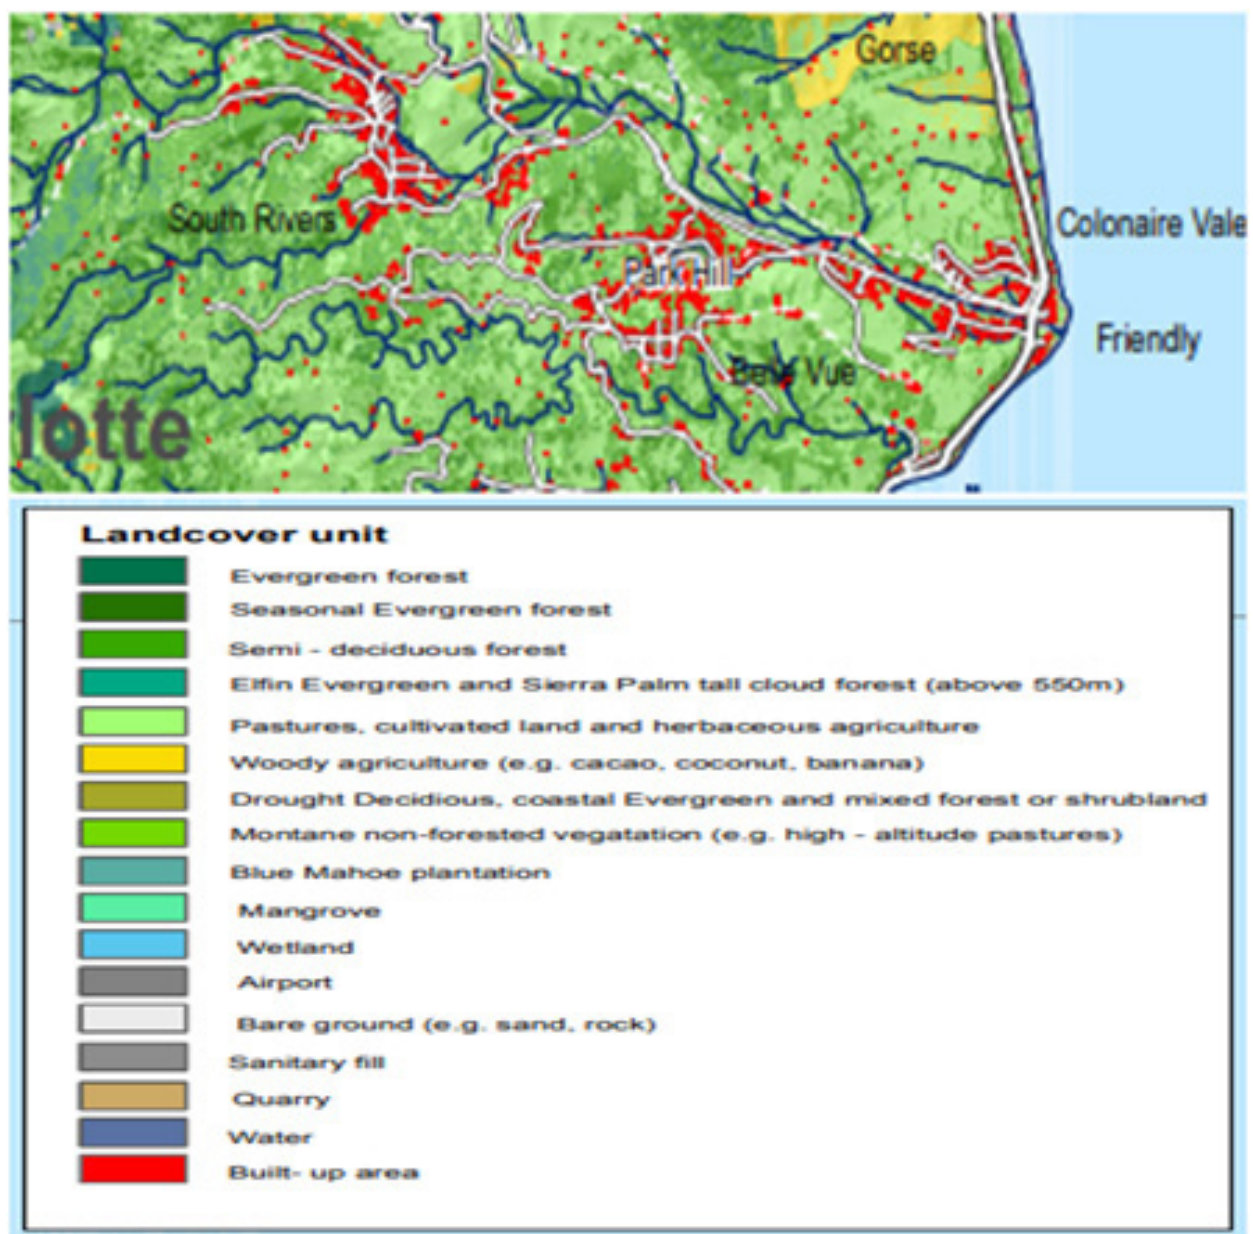 Gorse
South Rivers
Colonaire Vale
Park Hill
Friendly
Belle Vue
lotte
Landcover unit
Evergreen forest
Seasonal Evergreen forest
Semi - deciduous forest
Elfin Evergreen and Sierra Palm tall cloud forest (above 550m)
Pastures, cultivated land and herbaceous agriculture
Woody agriculture (e.g. cacao, coconut, banana)
Drought Decidious, coastal Evergreen and mixed forest or shrubland
Montane non-forested vegatation (e.g. high - altitude pastures)
Blue Mahoe plantation
Mangrove
Wetland
Airport
Bare ground (e.g. sand, rock)
Sanitary fill
Quarry
Water
Built- up area